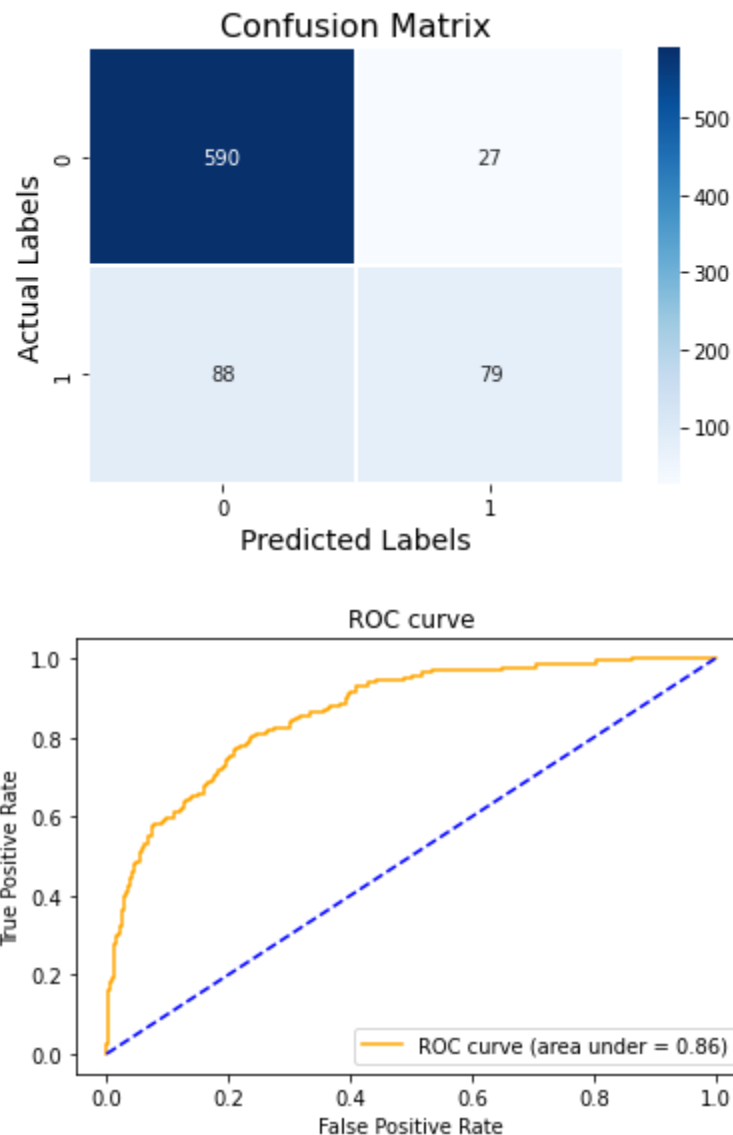 Confusion Matrix
Actual Labels
0
590
27
1
88
79
0
1
Predicted Labels
500
400
300
200
100
ROC curve
True Positive Rate
1.0
0.8
0.6
0.4
0.2
0.0
ROC curve (area under = 0.86)
0.0 0.2 0.4 0.6 0.8 1.0
False Positive Rate